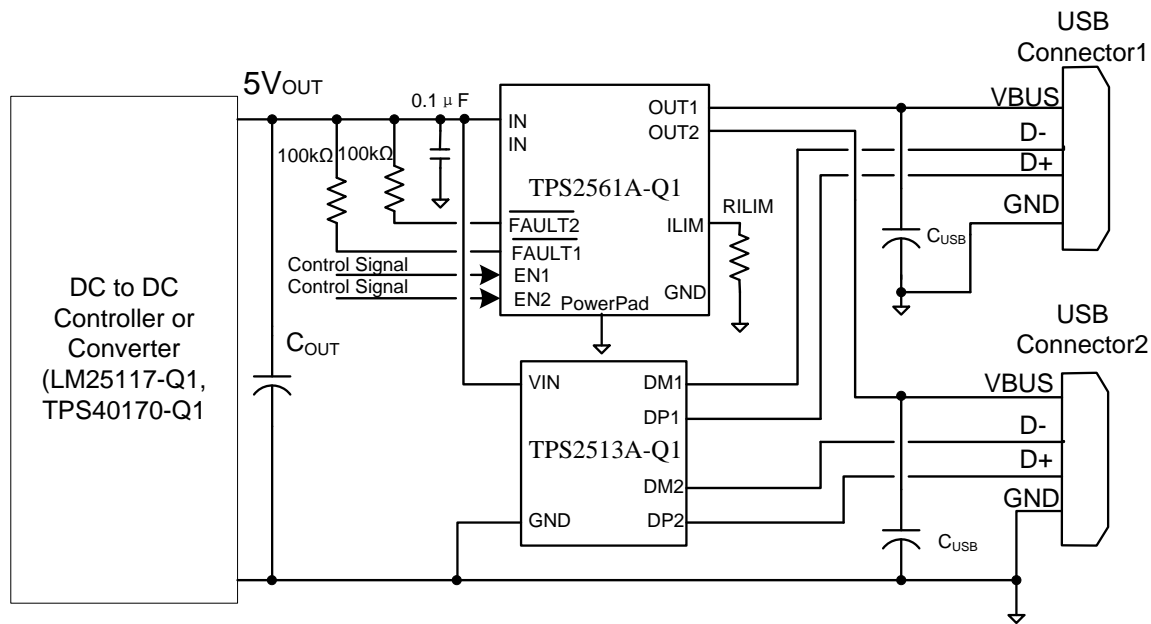 USB
Connector1
5VOUT
0.1 μF
100kΩ
100kΩ
IN
IN
OUT1
OUT2
TPS2561A-Q1
FAULT2
FAULT1
ILIM
RILIM
Control Signal
EN1
Control Signal
EN2
GND
PowerPad
VBUS
D-
D+
GND
CUSB
DC to DC
Controller or
Converter
(LM25117-Q1,
TPS40170-Q1
COUT
VIN
DM1
DP1
TPS2513A-Q1
DM2
GND
DP2
USB
Connector2
VBUS
D-
D+
GND
CUSB